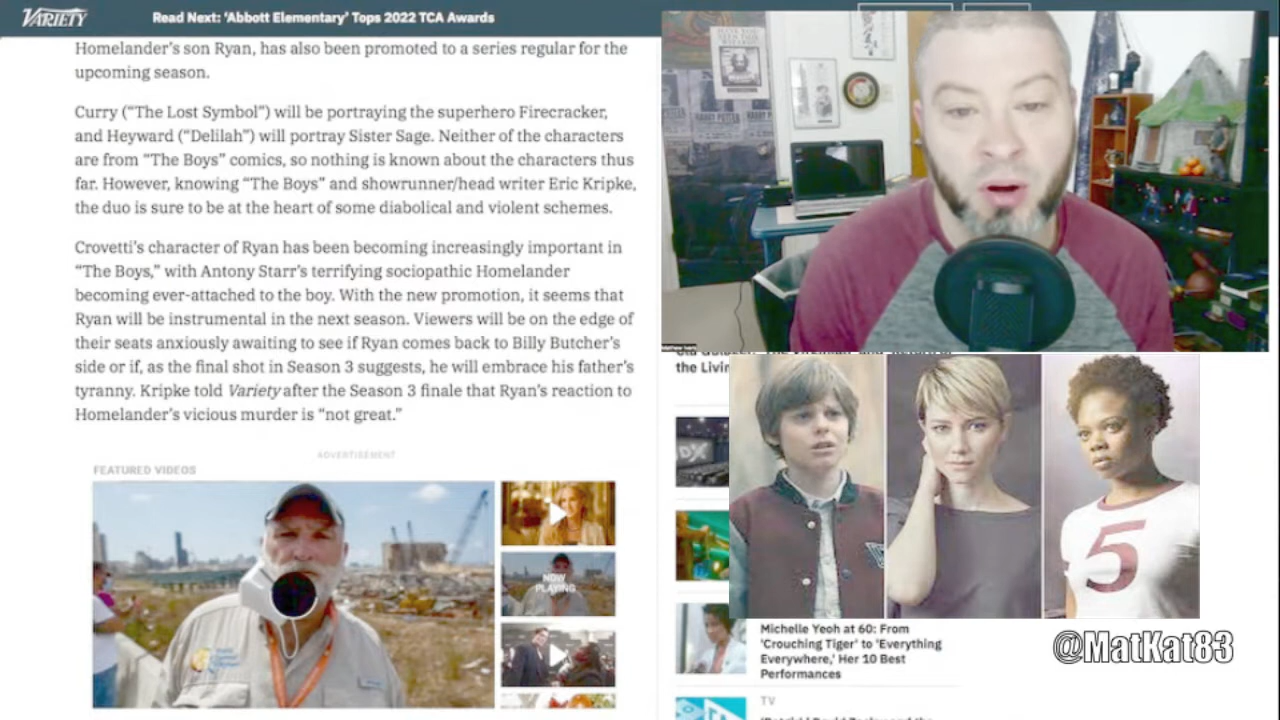 VARIETY
Read Next: ‘Abbott Elementary’ Tops 2022 TCA Awards
Homelander’s son Ryan, has also been promoted to a series regular for the
upcoming season.
Curry (“The Lost Symbol”) will be portraying the superhero Firecracker,
and Heyward (“Delilah”) will portray Sister Sage. Neither of the characters
are from “The Boys” comics, so nothing is known about the characters thus
far. However, knowing “The Boys” and showrunner/head writer Eric Kripke,
the duo is sure to be at the heart of some diabolical and violent schemes.
Crovetti’s character of Ryan has been becoming increasingly important in
“The Boys,” with Antony Starr’s terrifying sociopathic Homelander
becoming ever-attached to the boy. With the new promotion, it seems that
Ryan will be instrumental in the next season. Viewers will be on the edge of
their seats anxiously awaiting to see if Ryan comes back to Billy Butcher’s
side or if, as the final shot in Season 3 suggests, he will embrace his father’s
tyranny. Kripke told Variety after the Season 3 finale that Ryan’s reaction to
Homelander’s vicious murder is “not great.”
ADVERTISEMENT
FEATURED VIDEOS
NOW
PLAYING
HARRY POTTER
the Livin
5
Michelle Yeoh at 60: From
‘Crouching Tiger’ to ‘Everything
Everywhere,’ Her 10 Best
Performances
@MatKat83
TV